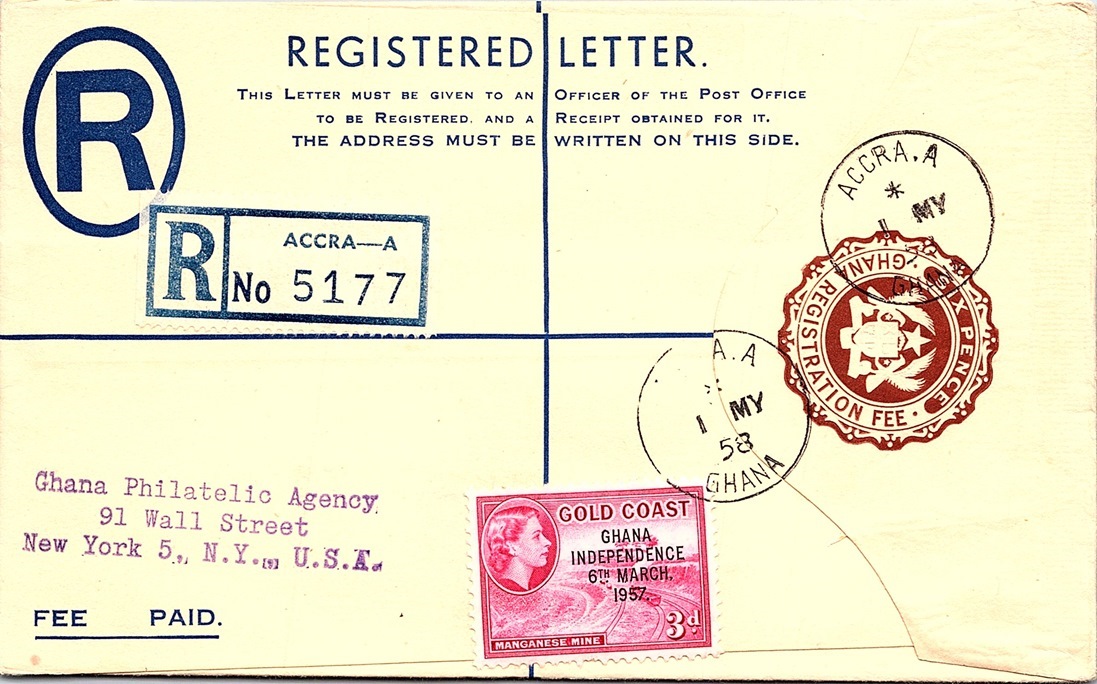 R
REGISTERED LETTER.
THIS LETTER MUST BE GIVEN TO AN OFFICER OF THE POST OFFICE
TO BE REGISTERED, AND A RECEIPT OBTAINED FOR IT.
THE ADDRESS MUST BE WRITTEN ON THIS SIDE.
R
ACCRA—A
No 5177
ACCRA.A
MY
GHANA
GHANA
X PENCE
REGISTRATION FEE
A.A
1 MY
58
GHANA
Ghana Philatelic Agency
91 Wall Street
New York 5., N.Y., U.S.A.
FEE PAID.
GOLD COAST
GHANA
INDEPENDENCE
6TH MARCH,
1957.
3d
MANGANESE MINE